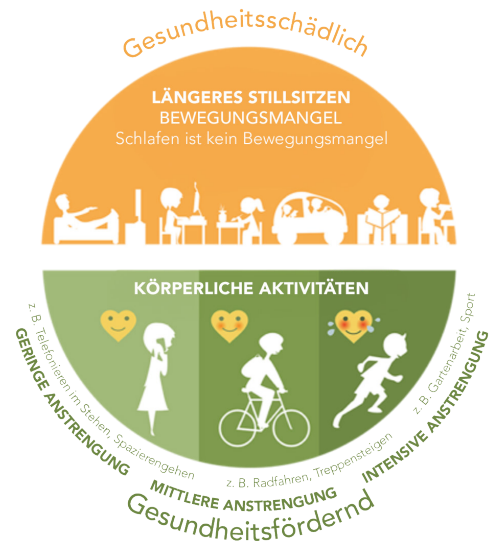 Gesundheitsschädlich
LÄNGERES STILLSITZEN
BEWEGUNGSMANGEL
Schlafen ist kein Bewegungsmangel
KÖRPERLICHE AKTIVITÄTEN
z. B. Telefonieren im Stehen, Spazierengehen
GERINGE ANSTRENGUNG
z. B. Radfahren, Treppensteigen
MITTLERE ANSTRENGUNG
z. B. Gartenarbeit, Sport
INTENSIVE ANSTRENGUNG
Gesundheitsfördernd